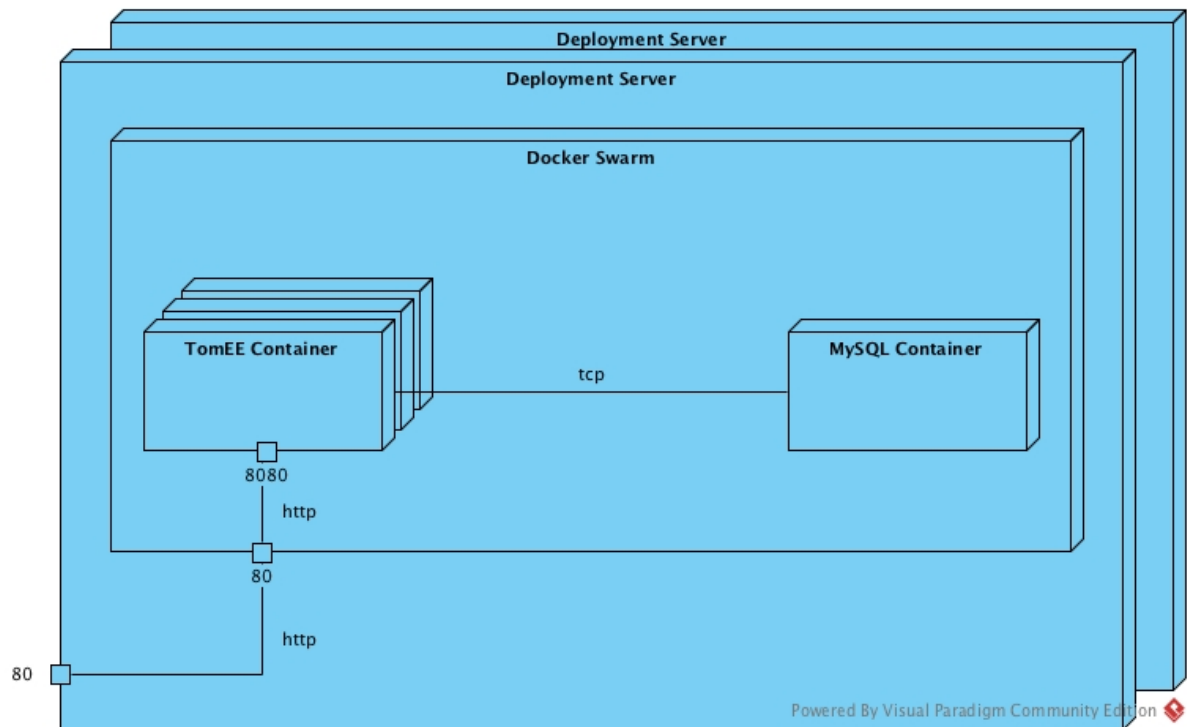 Deployment Server
Deployment Server
Docker Swarm
TomEE Container
MySQL Container
tcp
8080
http
80
http
80
Powered By Visual Paradigm Community Edition